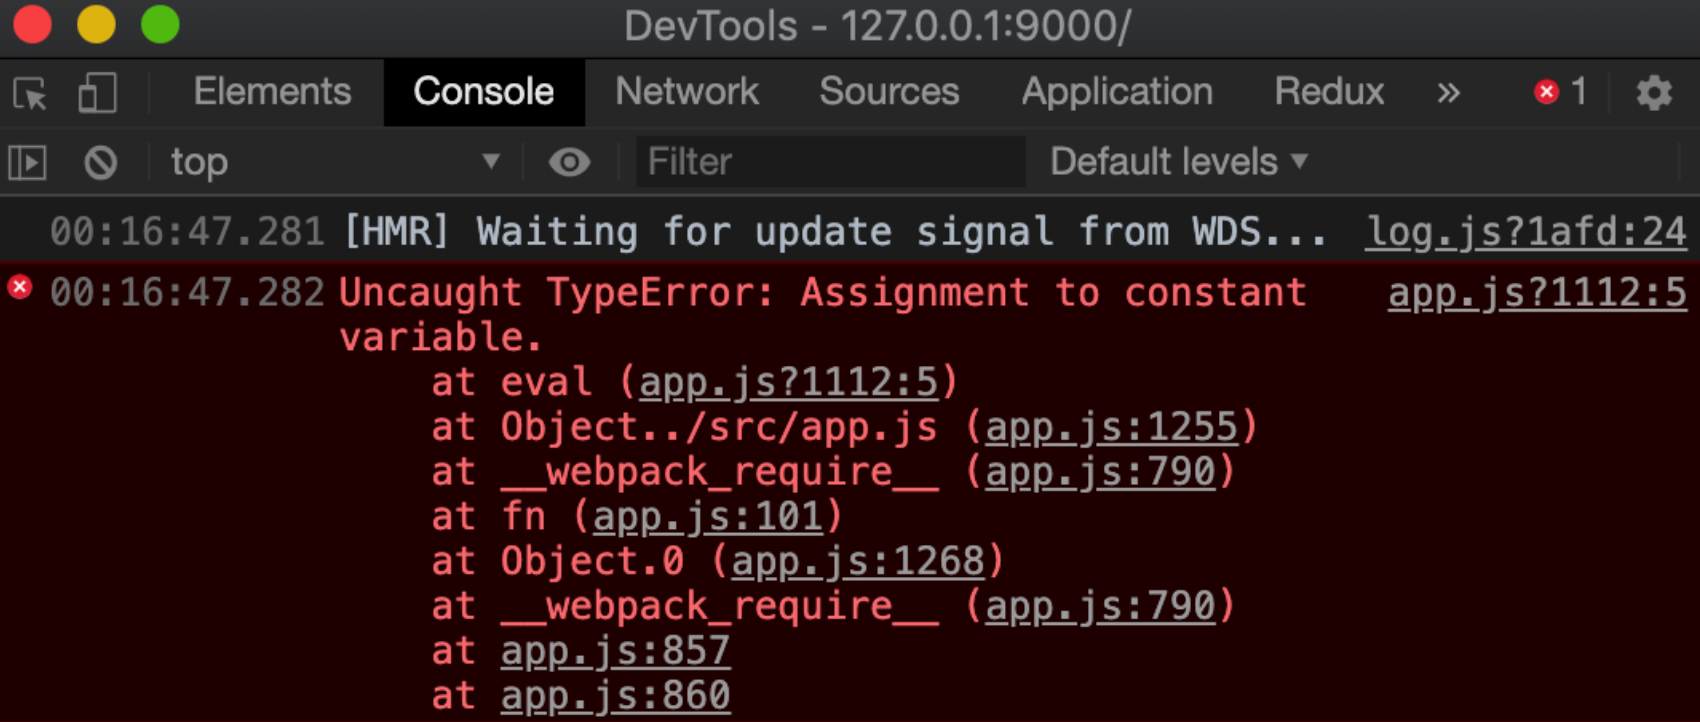 DevTools - 127.0.0.1:9000/
Elements Console Network Sources Application Redux » 1
top Filter Default levels
00:16:47.281 [HMR] Waiting for update signal from WDS... log.js?1afd:24
00:16:47.282 Uncaught TypeError: Assignment to constant app.js?1112:5
variable.
at eval (app.js?1112:5)
at Object../src/app.js (app.js:1255)
at __webpack_require__ (app.js:790)
at fn (app.js:101)
at Object.0 (app.js:1268)
at __webpack_require__ (app.js:790)
at app.js:857
at app.js:860